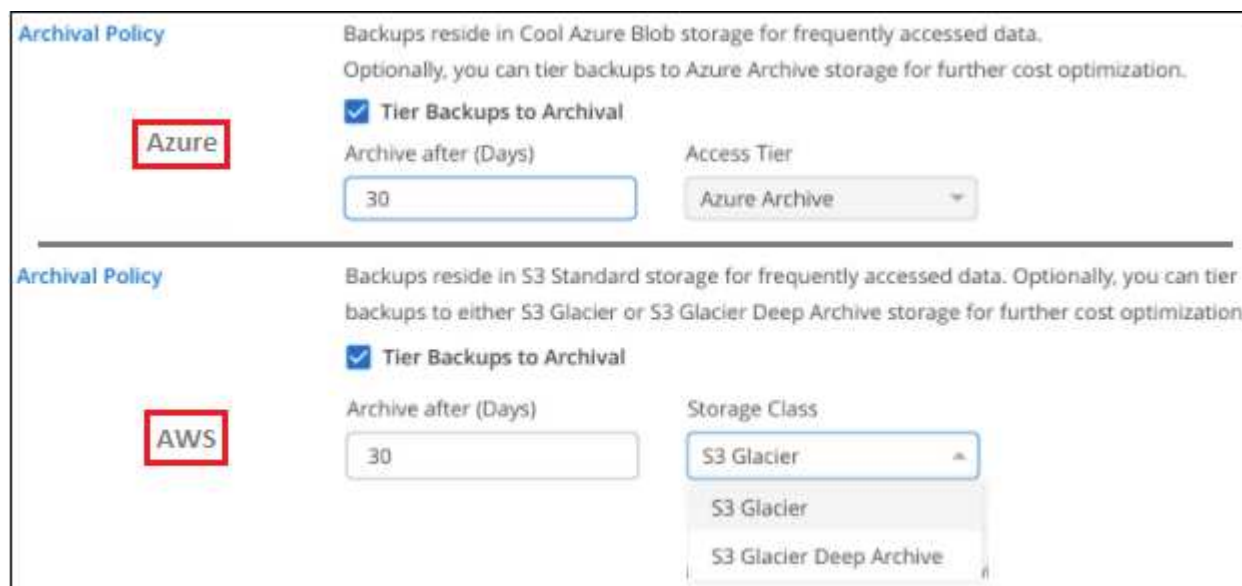 Archival Policy
Backups reside in Cool Azure Blob storage for frequently accessed data.
Optionally, you can tier backups to Azure Archive storage for further cost optimization.
Tier Backups to Archival
Azure
Archive after (Days)
Access Tier
30
Azure Archive
Archival Policy
Backups reside in S3 Standard storage for frequently accessed data. Optionally, you can tier
backups to either S3 Glacier or S3 Glacier Deep Archive storage for further cost optimization
Tier Backups to Archival
AWS
Archive after (Days)
Storage Class
30
S3 Glacier
S3 Glacier
S3 Glacier Deep Archive